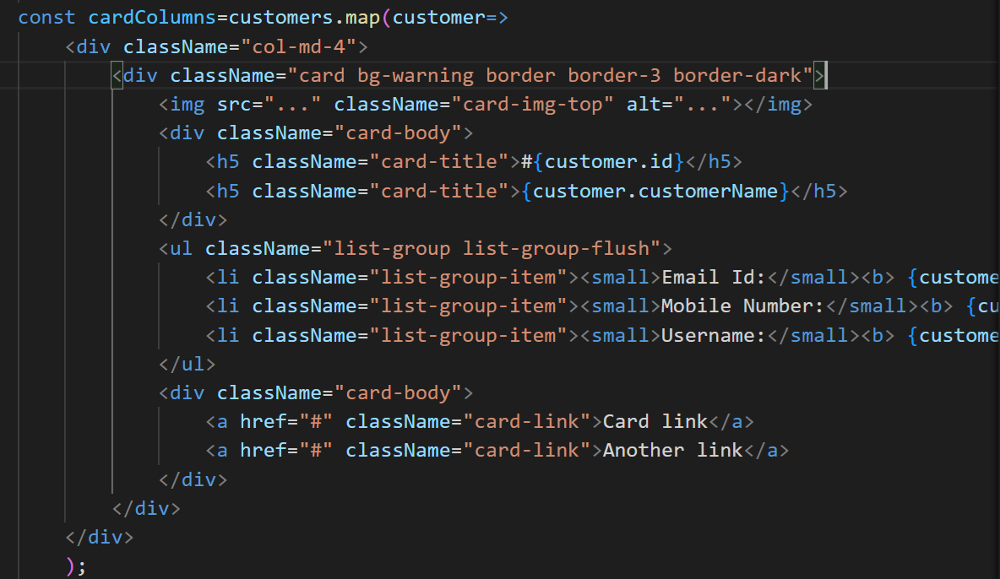 const cardColumns=customers.map(customer=>
<div className="col-md-4">
<div className="card bg-warning border border-3 border-dark">
<img src="..." className="card-img-top" alt="..."></img>
<div className="card-body">
<h5 className="card-title">#{customer.id}</h5>
<h5 className="card-title">{customer.customerName}</h5>
</div>
<ul className="list-group list-group-flush">
<li className="list-group-item"><small>Email Id:</small><b> {custome
<li className="list-group-item"><small>Mobile Number:</small><b> {cu
<li className="list-group-item"><small>Username:</small><b> {custome
</ul>
<div className="card-body">
<a href="#" className="card-link">Card link</a>
<a href="#" className="card-link">Another link</a>
</div>
</div>
</div>
);